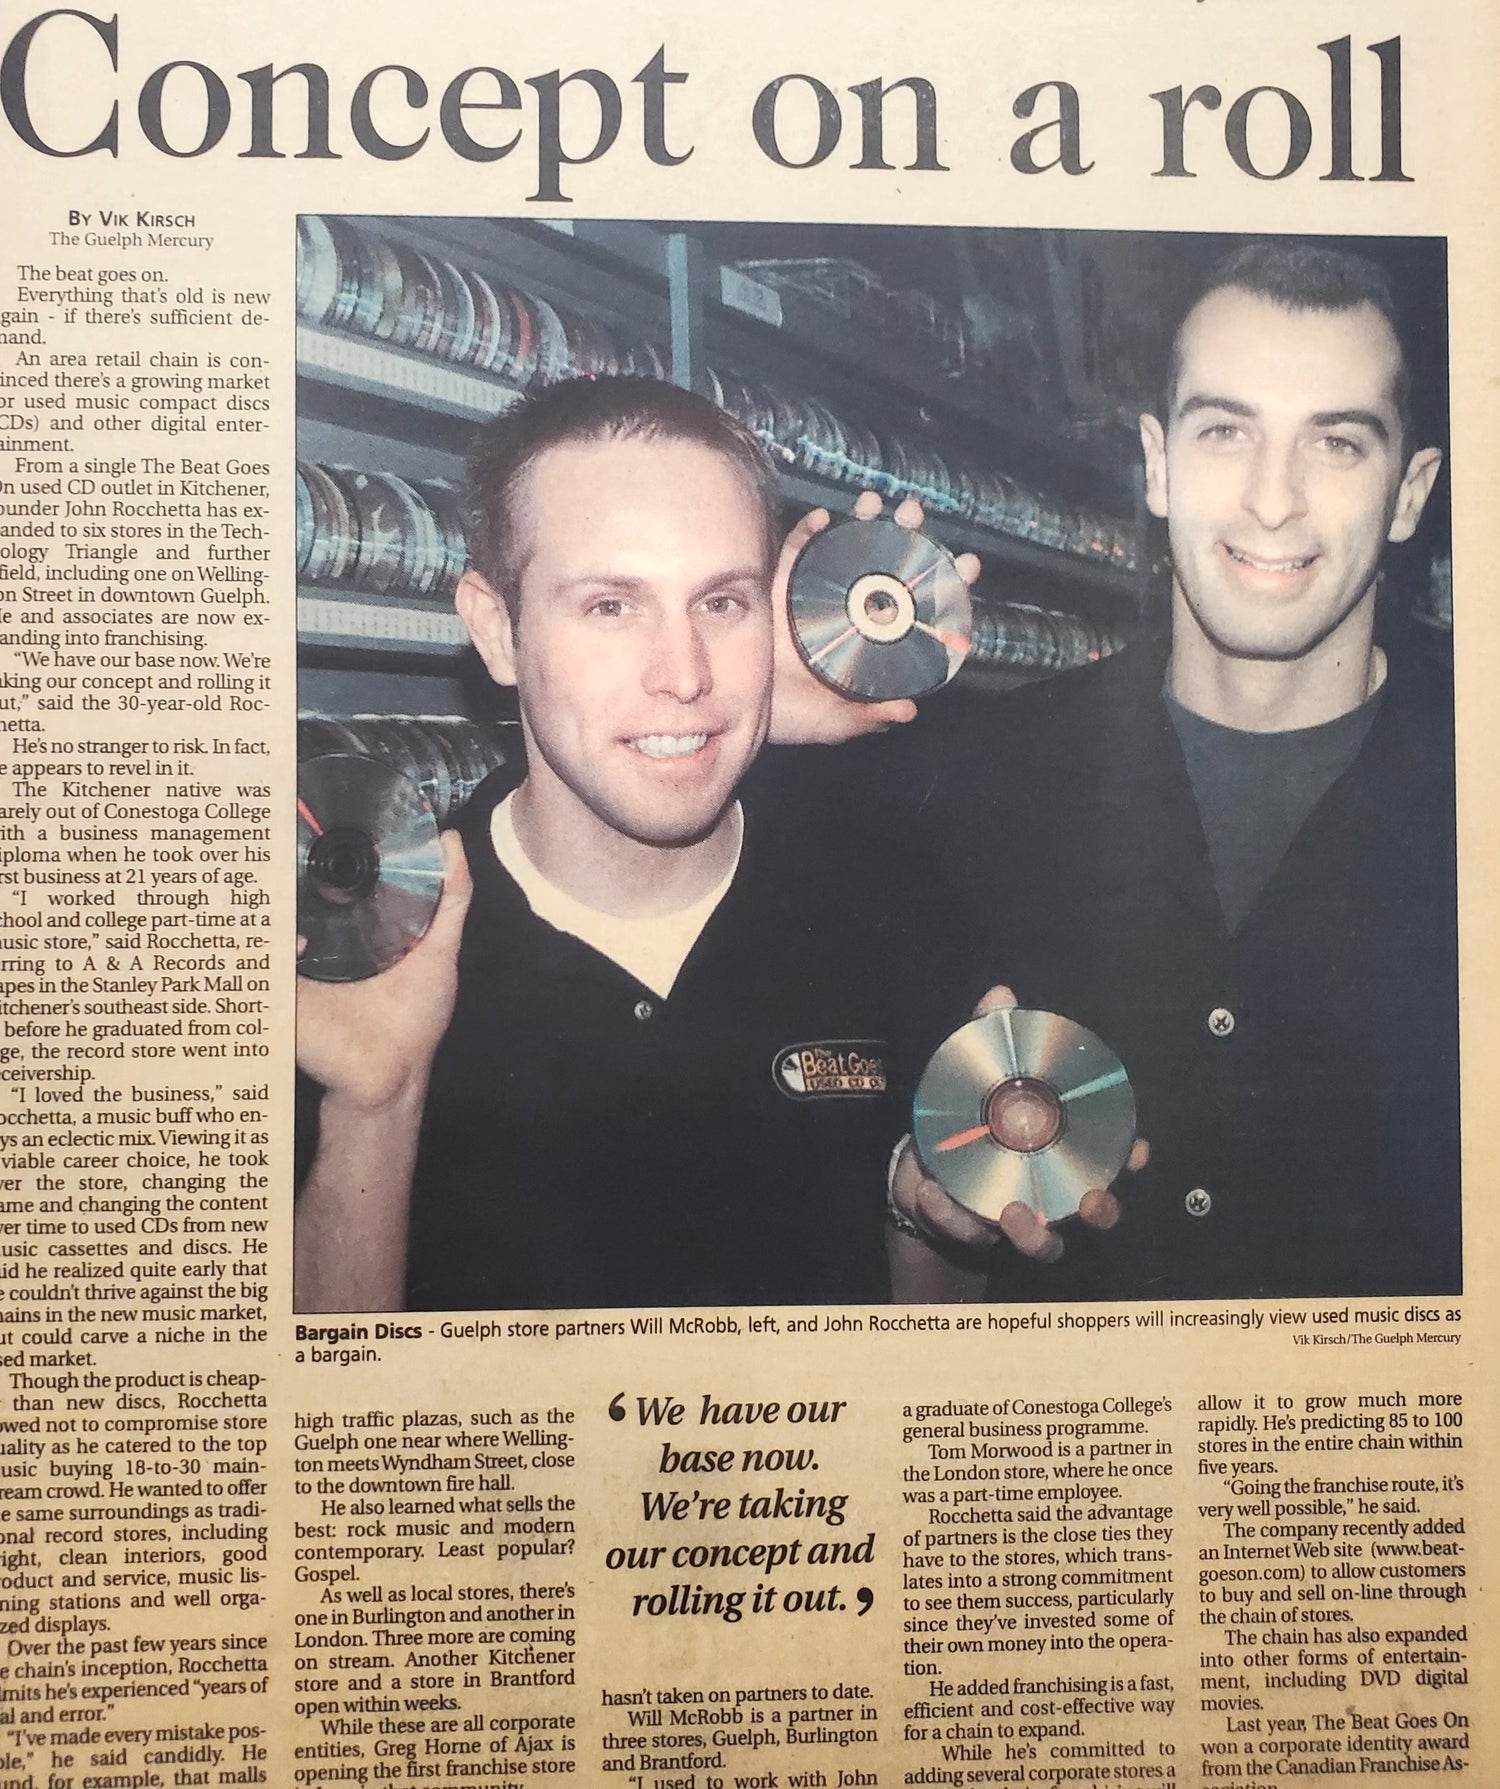 Concept on a roll
BY VIK KIRSCH
The Guelph Mercury
The beat goes on.
Everything that's old is new
gain - if there's sufficient de-
nand.
An area retail chain is con-
inced there's a growing market
or used music compact discs
CDs) and other digital enter-
ainment.
From a single The Beat Goes
On used CD outlet in Kitchener,
ounder John Rocchetta has ex-
anded to six stores in the Tech-
ology Triangle and further
field, including one on Welling-
on Street in downtown Guelph.
He and associates are now ex-
anding into franchising.
"We have our base now. We're
aking our concept and rolling it
ut," said the 30-year-old Roc-
hetta.
He's no stranger to risk. In fact,
e appears to revel in it.
The Kitchener native was
arely out of Conestoga College
ith a business management
iploma when he took over his
rst business at 21 years of age.
"I worked through high
chool and college part-time at a
usic store," said Rocchetta, re-
rring to A & A Records and
apes in the Stanley Park Mall on
itchener's southeast side. Short-
before he graduated from col-
ge, the record store went into
ceivership.
"I loved the business," said
occhetta, a music buff who en-
ys an eclectic mix. Viewing it as
viable career choice, he took
ver the store, changing the
ame and changing the content
ver time to used CDs from new
usic cassettes and discs. He
id he realized quite early that
e couldn't thrive against the big
hains in the new music market,
ut could carve a niche in the
sed market.
Though the product is cheap-
than new discs, Rocchetta
owed not to compromise store
uality as he catered to the top
usic buying 18-to-30 main-
ream crowd. He wanted to offer
e same surroundings as tradi-
onal record stores, including
ight, clean interiors, good
roduct and service, music lis-
ning stations and well orga-
zed displays.
Over the past few years since
e chain's inception, Rocchetta
mits he's experienced "years of
al and error."
"I've made every mistake pos-
ble," he said candidly. He
und, for example, that malls
The
Beat Goes
USED CD
Bargain Discs - Guelph store partners Will McRobb, left, and John Rocchetta are hopeful shoppers will increasingly view used music discs as
a bargain.
Vik Kirsch/The Guelph Mercury
high traffic plazas, such as the
Guelph one near where Welling-
ton meets Wyndham Street, close
to the downtown fire hall.
He also learned what sells the
best: rock music and modern
contemporary. Least popular?
Gospel.
As well as local stores, there's
one in Burlington and another in
London. Three more are coming
on stream. Another Kitchener
store and a store in Brantford
open within weeks.
While these are all corporate
entities, Greg Horne of Ajax is
opening the first franchise store
in that community.
‘We have our
base now.
We're taking
our concept and
rolling it out.’
hasn't taken on partners to date.
Will McRobb is a partner in
three stores, Guelph, Burlington
and Brantford.
"I used to work with John
a graduate of Conestoga College's
general business programme.
Tom Morwood is a partner in
the London store, where he once
was a part-time employee.
Rocchetta said the advantage
of partners is the close ties they
have to the stores, which trans-
lates into a strong commitment
to see them success, particularly
since they've invested some of
their own money into the opera-
tion.
He added franchising is a fast,
efficient and cost-effective way
for a chain to expand.
While he's committed to
adding several corporate stores a
allow it to grow much more
rapidly. He's predicting 85 to 100
stores in the entire chain within
five years.
"Going the franchise route, it's
very well possible," he said.
The company recently added
an Internet Web site (www.beat-
goeson.com) to allow customers
to buy and sell on-line through
the chain of stores.
The chain has also expanded
into other forms of entertain-
ment, including DVD digital
movies.
Last year, The Beat Goes On
won a corporate identity award
from the Canadian Franchise As-